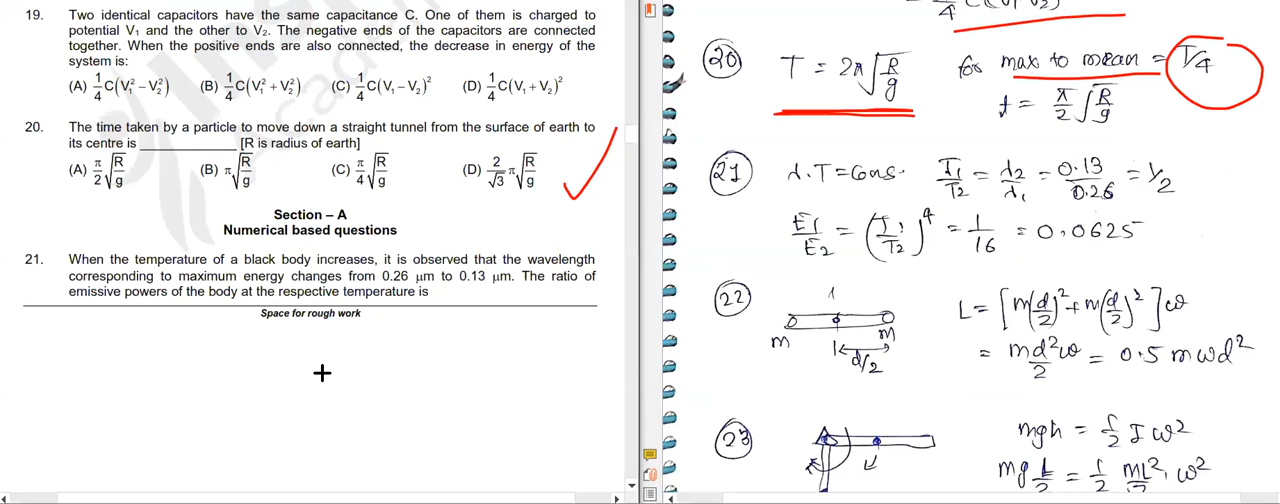 19. Two identical capacitors have the same capacitance C. One of them is charged to
potential V₁ and the other to V₂. The negative ends of the capacitors are connected
together. When the positive ends are also connected, the decrease in energy of the
system is:
(A) 1/4 C(V₁² − V₂²) (B) 1/4 C(V₁² + V₂²) (C) 1/4 C(V₁ − V₂)² (D) 1/4 C(V₁ + V₂)²
20. The time taken by a particle to move down a straight tunnel from the surface of earth to
its centre is ____________ [R is radius of earth]
(A) π/2 √(R/g) (B) π √(R/g) (C) π/4 √(R/g) (D) 2/√3 π √(R/g)
Section – A
Numerical based questions
21. When the temperature of a black body increases, it is observed that the wavelength
corresponding to maximum energy changes from 0.26 μm to 0.13 μm. The ratio of
emissive powers of the body at the respective temperature is
Space for rough work
20 T = 2π √(R/g) for max to mean = T/4
t = π/2 √(R/g)
21 λ.T = Cons. T₁/T₂ = λ₂/λ₁ = 0.13/0.26 = 1/2
E₁/E₂ = (T₁/T₂)⁴ = 1/16 = 0.0625
22 L = [m(d/2)² + m(d/2)²] ω
m m d/2
= md²ω/2 = 0.5 mωd²
23 mgh = 1/2 I ω²
mg L/2 = 1/2 mL² ω²